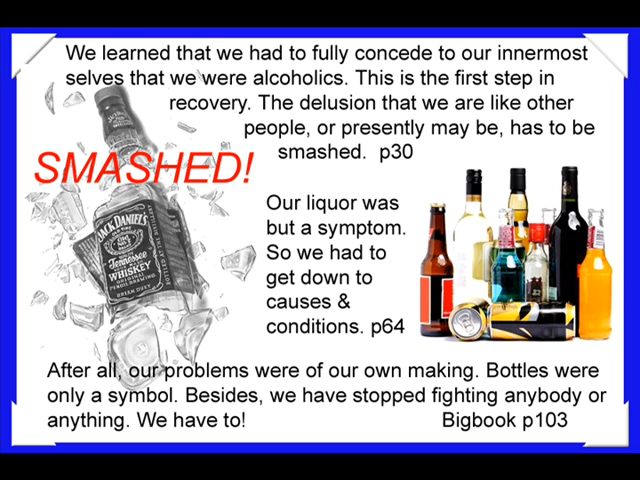 We learned that we had to fully concede to our innermost
selves that we were alcoholics. This is the first step in
recovery. The delusion that we are like other
people, or presently may be, has to be
smashed. p30
SMASHED!
JACK DANIEL'S
Tennessee
WHISKEY
Our liquor was
but a symptom.
So we had to
get down to
causes &
conditions. p64
After all, our problems were of our own making. Bottles were
only a symbol. Besides, we have stopped fighting anybody or
anything. We have to! Bigbook p103